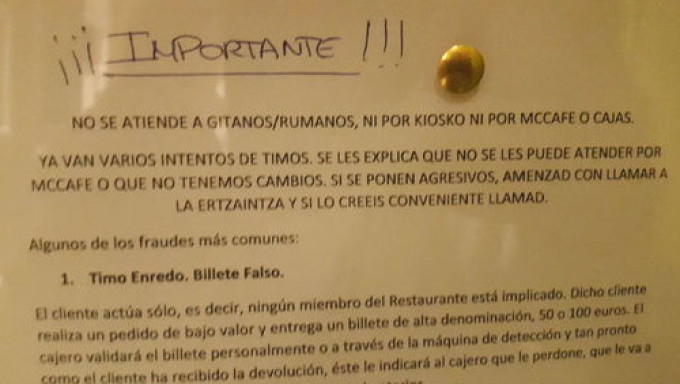 ¡¡¡ IMPORTANTE !!!
NO SE ATIENDE A GITANOS/RUMANOS, NI POR KIOSKO NI POR MCCAFE O CAJAS.
YA VAN VARIOS INTENTOS DE TIMOS. SE LES EXPLICA QUE NO SE LES PUEDE ATENDER POR
MCCAFE O QUE NO TENEMOS CAMBIOS. SI SE PONEN AGRESIVOS, AMENZAD CON LLAMAR A
LA ERTZAINTZA Y SI LO CREEIS CONVENIENTE LLAMAD.
Algunos de los fraudes más comunes:
1. Timo Enredo. Billete Falso.
El cliente actúa sólo, es decir, ningún miembro del Restaurante está implicado. Dicho cliente
realiza un pedido de bajo valor y entrega un billete de alta denominación, 50 o 100 euros. El
cajero validará el billete personalmente o a través de la máquina de detección y tan pronto
como el cliente ha recibido la devolución, éste le indicará al cajero que le perdone, que le va a